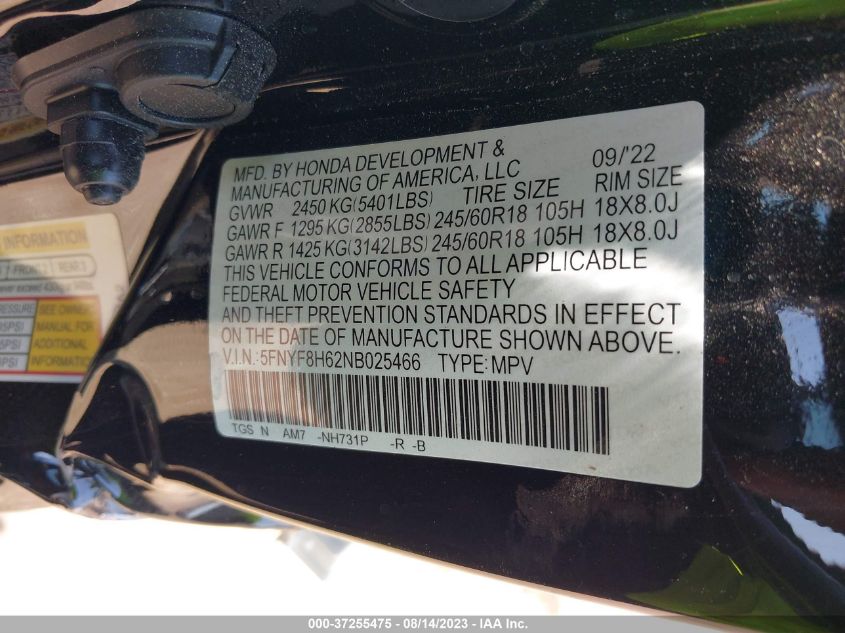 MFD. BY HONDA DEVELOPMENT & 09/'22
MANUFACTURING OF AMERICA, LLC
GVWR 2450 KG(5401LBS) TIRE SIZE RIM SIZE
GAWR F 1295 KG(2855LBS) 245/60R18 105H 18X8.0J
GAWR R 1425 KG(3142LBS) 245/60R18 105H 18X8.0J
THIS VEHICLE CONFORMS TO ALL APPLICABLE
FEDERAL MOTOR VEHICLE SAFETY
AND THEFT PREVENTION STANDARDS IN EFFECT
ON THE DATE OF MANUFACTURE SHOWN ABOVE.
V.I.N.:5FNYF8H62NB025466 TYPE:MPV
TGS N AM7 -NH731P -R -B
INFORMATION
SEE OWNER
MANUAL FOR
ADDITIONAL
INFORMATION
000-37255475 - 08/14/2023 - IAA Inc.